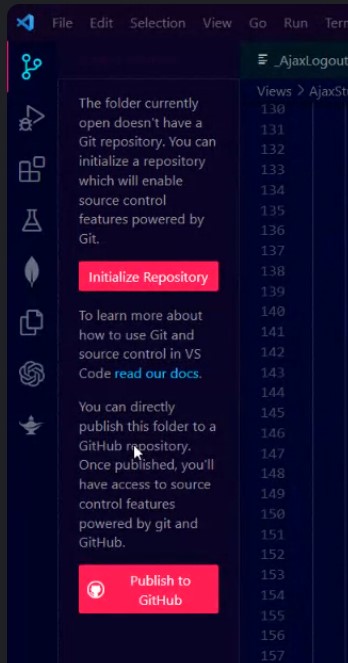 File Edit Selection View Go Run
_AjaxLogout
Views > AjaxStu
The folder currently
open doesn't have a
Git repository. You can
initialize a repository
which will enable
source control
features powered by
Git.
Initialize Repository
To learn more about
how to use Git and
source control in VS
Code read our docs.
You can directly
publish this folder to a
GitHub repository.
Once published, you'll
have access to source
control features
powered by git and
GitHub.
Publish to
GitHub
130
131
132
133
134
135
136
137
138
139
140
141
142
143
144
145
146
147
148
149
150
151
152
153
154
155
156
157